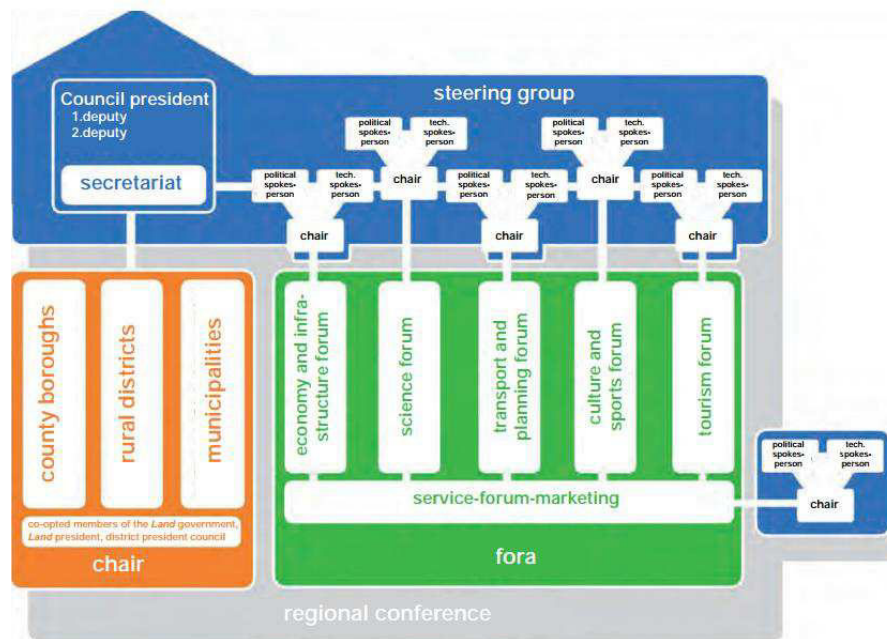 steering group
Council president
1.deputy
2.deputy
secretariat
political
spokes-
person
tech.
spokes-
person
chair
political
spokes-
person
tech.
spokes-
person
chair
political
spokes-
person
tech.
spokes-
person
chair
political
spokes-
person
tech.
spokes-
person
chair
political
spokes-
person
tech.
spokes-
person
chair
county boroughs
rural districts
municipalities
co-opted members of the Land government,
Land president, district president council
chair
economy and infra-
structure forum
science forum
transport and
planning forum
culture and
sports forum
tourism forum
service-forum-marketing
fora
political
spokes-
person
tech.
spokes-
person
chair
regional conference